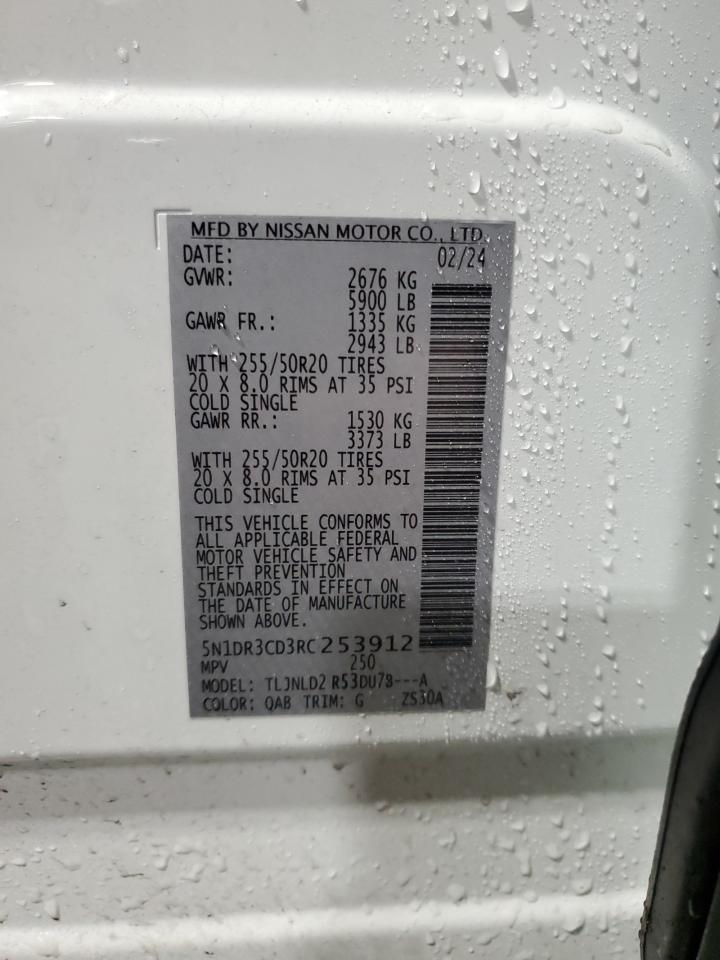 MFD BY NISSAN MOTOR CO., LTD.
DATE: 02/24
GVWR: 2676 KG
5900 LB
GAWR FR.: 1335 KG
2943 LB
WITH 255/50R20 TIRES
20 X 8.0 RIMS AT 35 PSI
COLD SINGLE
GAWR RR.: 1530 KG
3373 LB
WITH 255/50R20 TIRES
20 X 8.0 RIMS AT 35 PSI
COLD SINGLE
THIS VEHICLE CONFORMS TO
ALL APPLICABLE FEDERAL
MOTOR VEHICLE SAFETY AND
THEFT PREVENTION
STANDARDS IN EFFECT ON
THE DATE OF MANUFACTURE
SHOWN ABOVE.
5N1DR3CD3RC253912
MPV 250
MODEL: TLJNLD2 R53DU78---A
COLOR: QAB TRIM: G ZS30A